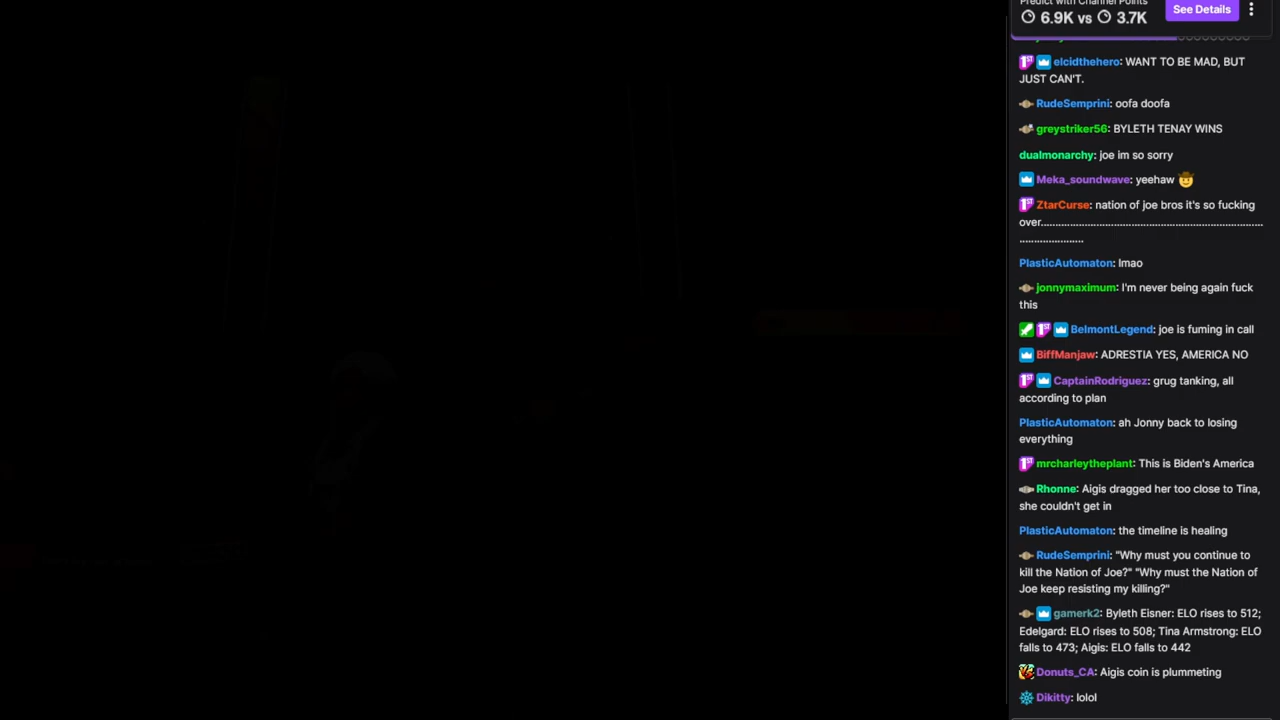 Predict with Channel Points
6.9K vs 3.7K
See Details
elcidthehero: WANT TO BE MAD, BUT
JUST CAN'T.
RudeSemprini: oofa doofa
greystriker56: BYLETH TENAY WINS
dualmonarchy: joe im so sorry
Meka_soundwave: yeehaw 🤠
ZtarCurse: nation of joe bros it's so fucking
over...........................................................................
......................
PlasticAutomaton: lmao
jonnymaximum: I'm never being again fuck
this
BelmontLegend: joe is fuming in call
BiffManjaw: ADRESTIA YES, AMERICA NO
CaptainRodriguez: grug tanking, all
according to plan
PlasticAutomaton: ah Jonny back to losing
everything
mrcharleytheplant: This is Biden's America
Rhonne: Aigis dragged her too close to Tina,
she couldn't get in
PlasticAutomaton: the timeline is healing
RudeSemprini: "Why must you continue to
kill the Nation of Joe?" "Why must the Nation of
Joe keep resisting my killing?"
gamerk2: Byleth Eisner: ELO rises to 512;
Edelgard: ELO rises to 508; Tina Armstrong: ELO
falls to 473; Aigis: ELO falls to 442
Donuts_CA: Aigis coin is plummeting
Dikitty: lolol